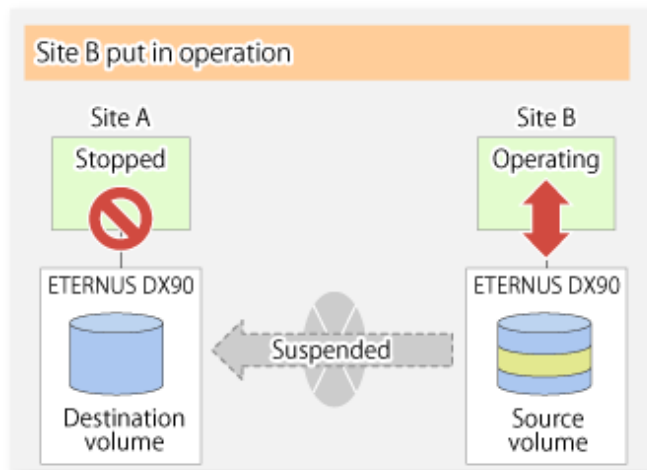 Site B put in operation
Site A
Site B
Stopped
Operating
ETERNUS DX90
ETERNUS DX90
Suspended
Destination
volume
Source
volume